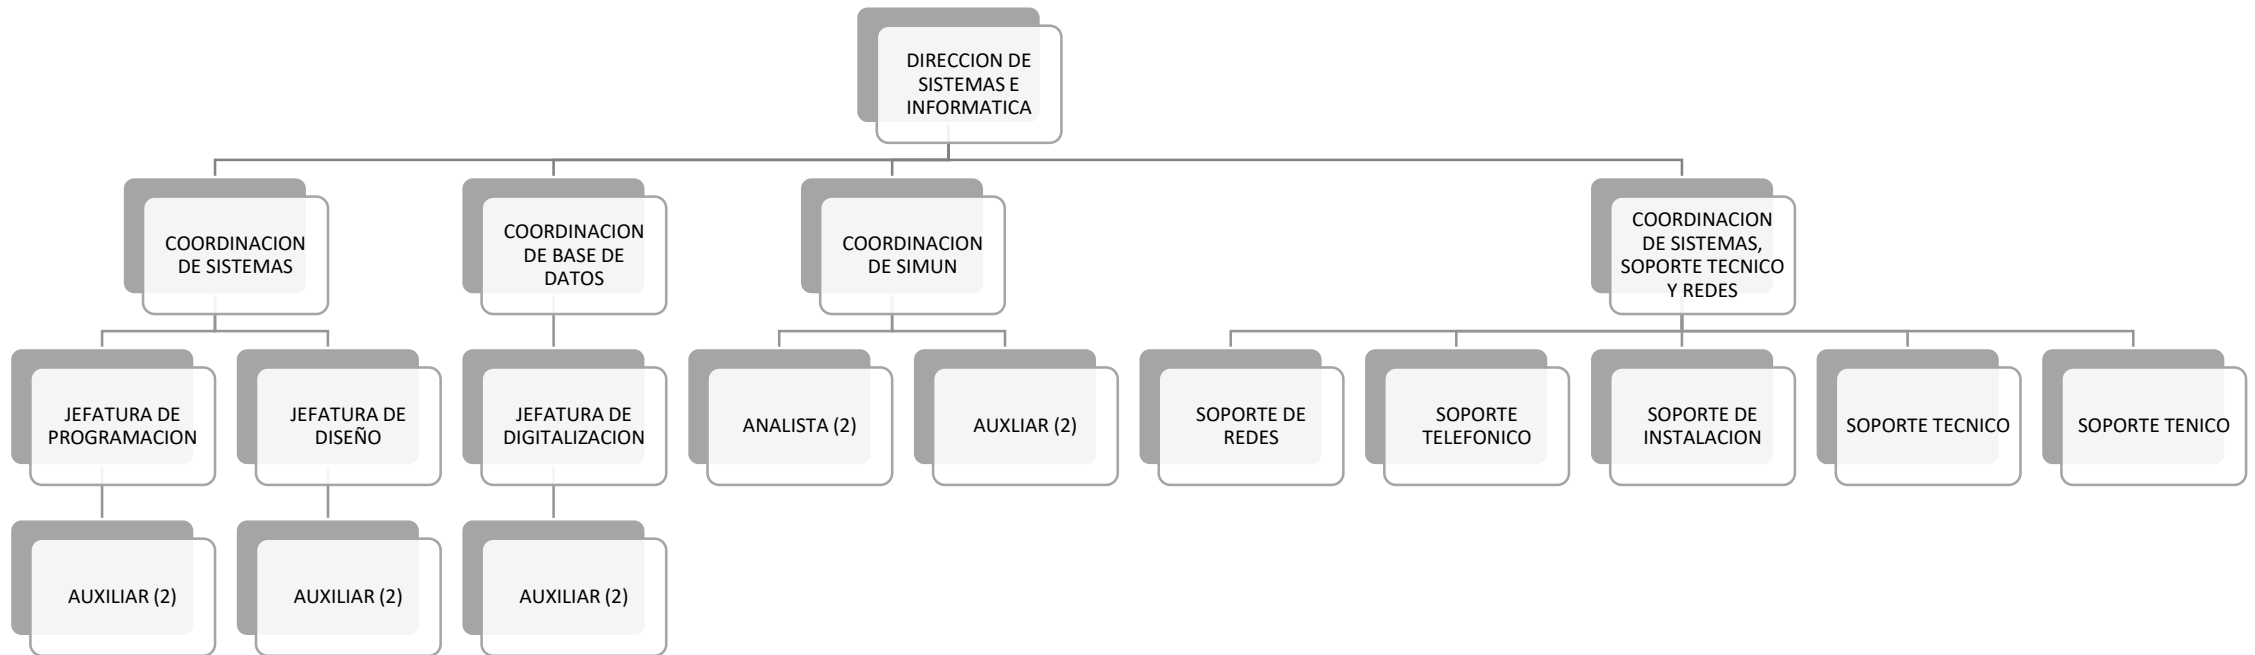 DIRECCION DE
SISTEMAS E
INFORMATICA
COORDINACION
DE SISTEMAS
COORDINACION
DE BASE DE
DATOS
COORDINACION
DE SIMUN
COORDINACION
DE SISTEMAS,
SOPORTE TECNICO
Y REDES
JEFATURA DE
PROGRAMACION
JEFATURA DE
DISEÑO
JEFATURA DE
DIGITALIZACION
ANALISTA (2)
AUXLIAR (2)
SOPORTE DE
REDES
SOPORTE
TELEFONICO
SOPORTE DE
INSTALACION
SOPORTE TECNICO
SOPORTE TENICO
AUXILIAR (2)
AUXILIAR (2)
AUXILIAR (2)